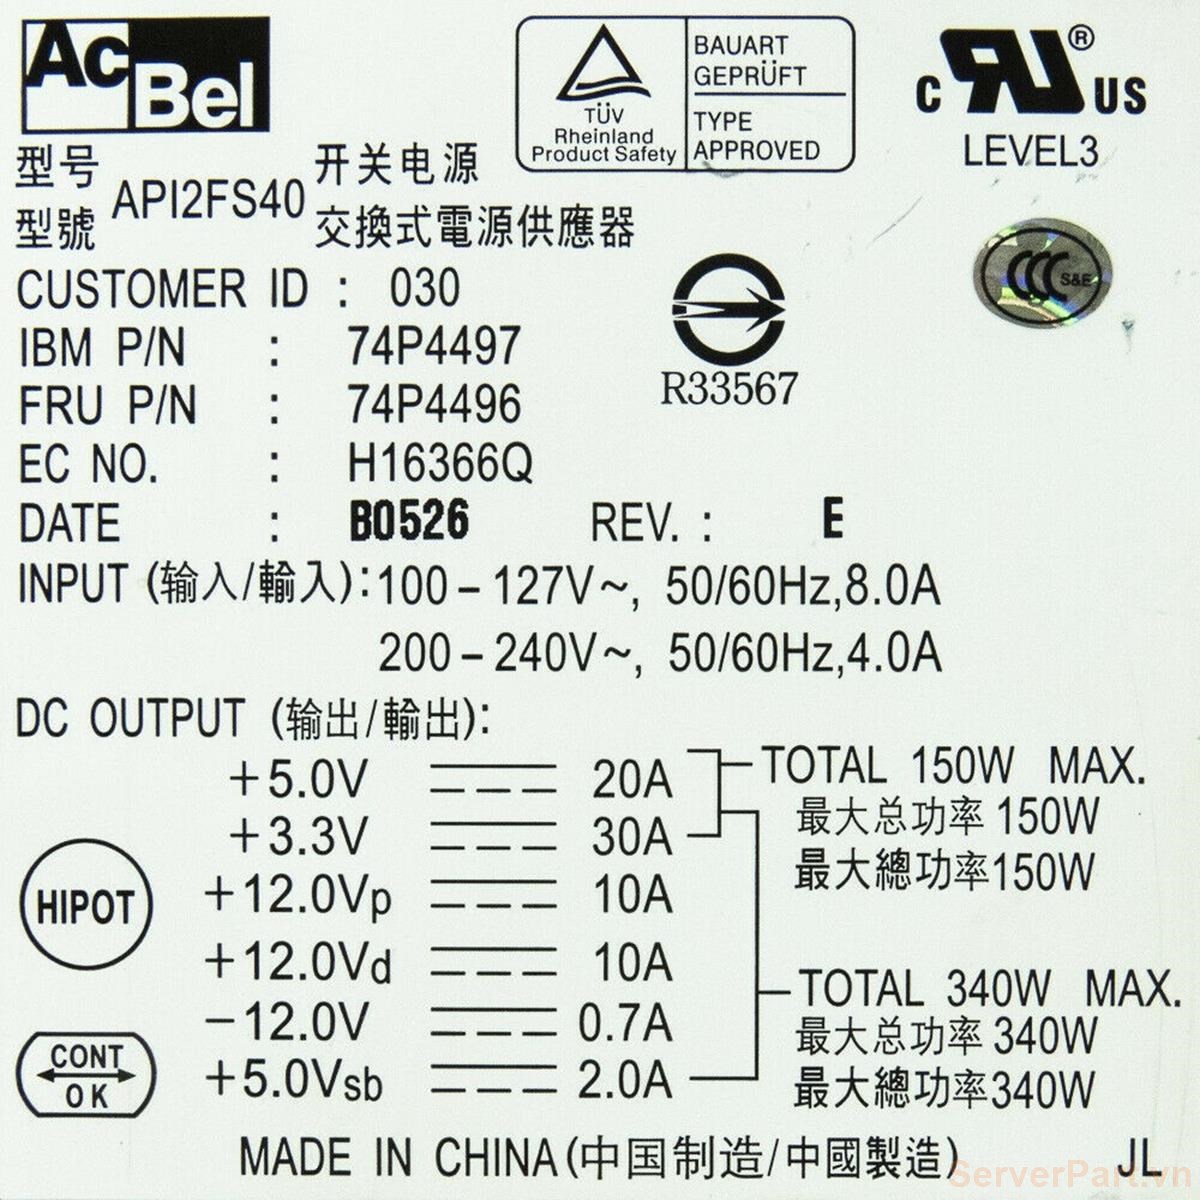 AcBel
TÜV
Rheinland
Product Safety
BAUART
GEPRÜFT
TYPE
APPROVED
C RU® US
LEVEL3
型号
型號
API2FS40
开关电源
交換式電源供應器
CCC S&E
CUSTOMER ID : 030
IBM P/N : 74P4497
FRU P/N : 74P4496
R33567
EC NO. : H16366Q
DATE : B0526 REV. : E
INPUT (输入/輸入):100–127V~, 50/60Hz,8.0A
200–240V~, 50/60Hz,4.0A
DC OUTPUT (输出/輸出):
+5.0V 20A
+3.3V 30A
+12.0Vp 10A
+12.0Vd 10A
−12.0V 0.7A
+5.0Vsb 2.0A
TOTAL 150W MAX.
最大总功率 150W
最大總功率150W
TOTAL 340W MAX.
最大总功率 340W
最大總功率340W
HIPOT
CONT
OK
MADE IN CHINA(中国制造/中國製造) JL
ServerPart.vn